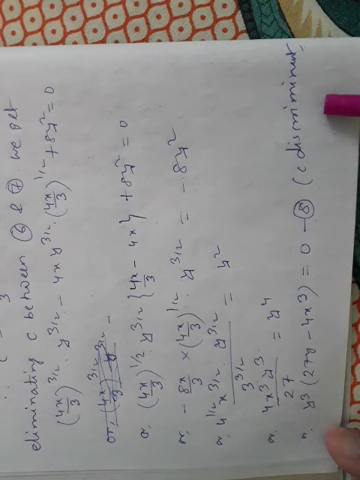 eliminating c between ⑥ & ⑦ we get
(4x/3)^3/2 . y^3/2 - 4x y^3/2 . (4x/3)^1/2 + 8y^2 = 0
or, (4x/3)^1/2 . y^3/2 {4x/3 - 4x} + 8y^2 = 0
or, - 8x/3 × (4x/3)^1/2 . y^3/2 = - 8y^2
or, 4^1/2 x^3/2 . y^3/2 / 3^3/2 = y^2
or, 4x^3 y^3 / 27 = y^4
or, y^3 (27y - 4x^3) = 0 - ⑧ (c discriminant)